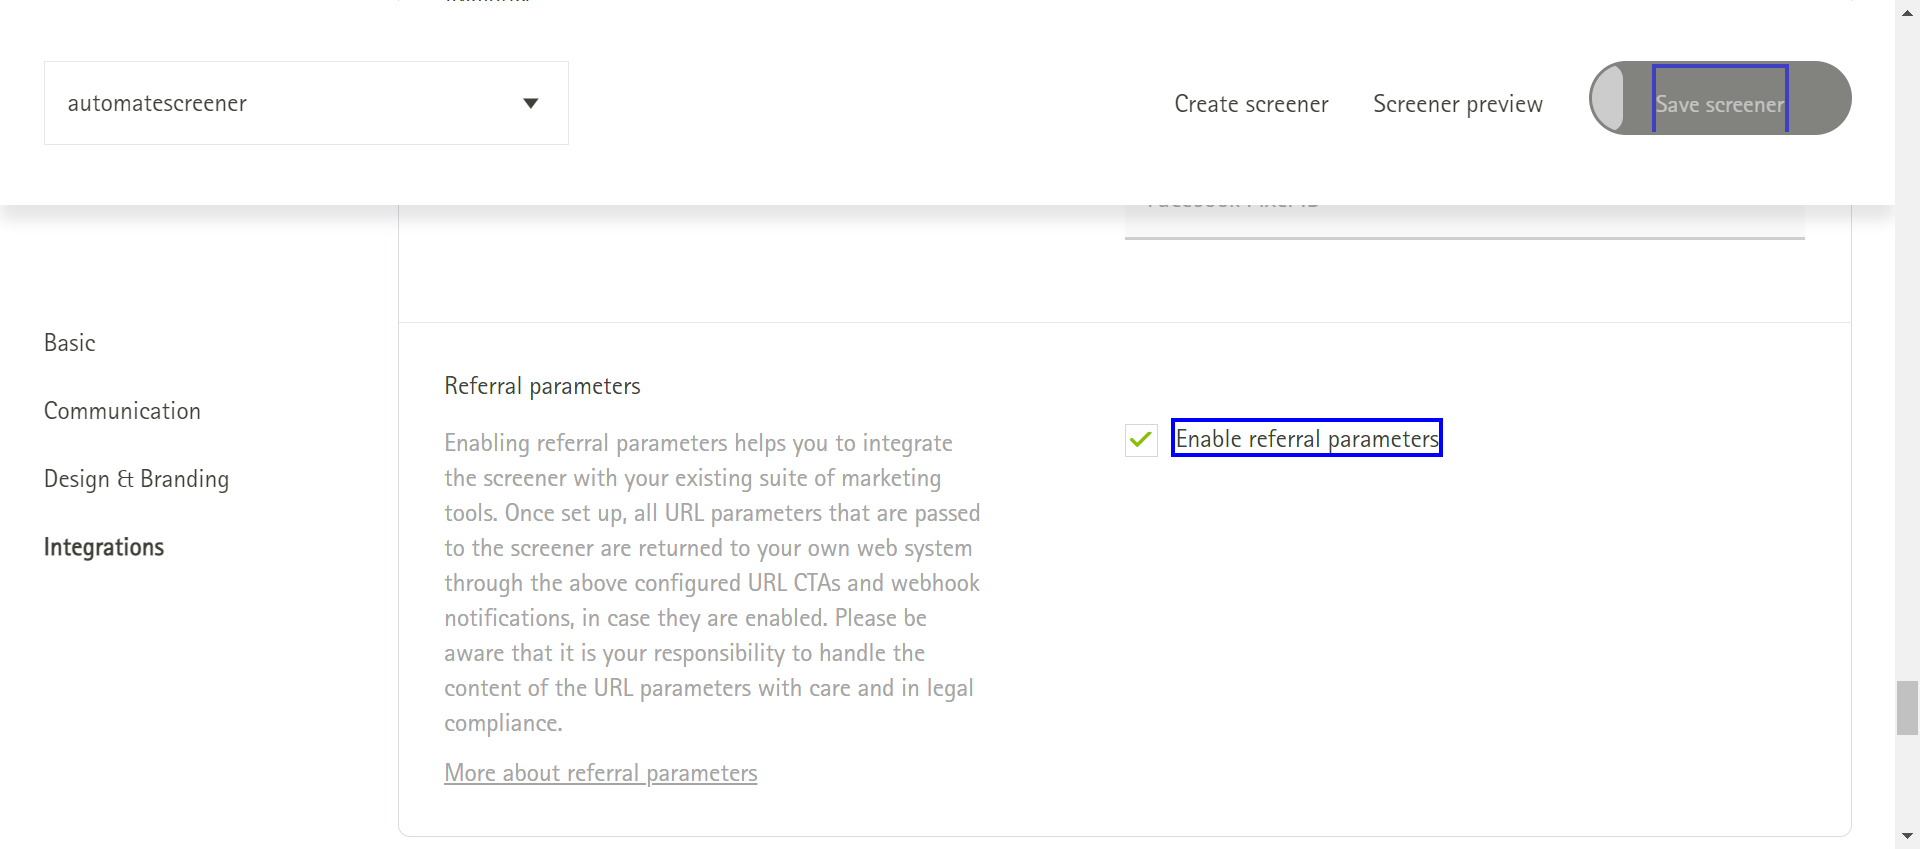 automatescreener
Create screener
Screener preview
Save screener
Basic
Communication
Design & Branding
Integrations
Referral parameters
Enabling referral parameters helps you to integrate
the screener with your existing suite of marketing
tools. Once set up, all URL parameters that are passed
to the screener are returned to your own web system
through the above configured URL CTAs and webhook
notifications, in case they are enabled. Please be
aware that it is your responsibility to handle the
content of the URL parameters with care and in legal
compliance.
More about referral parameters
Enable referral parameters